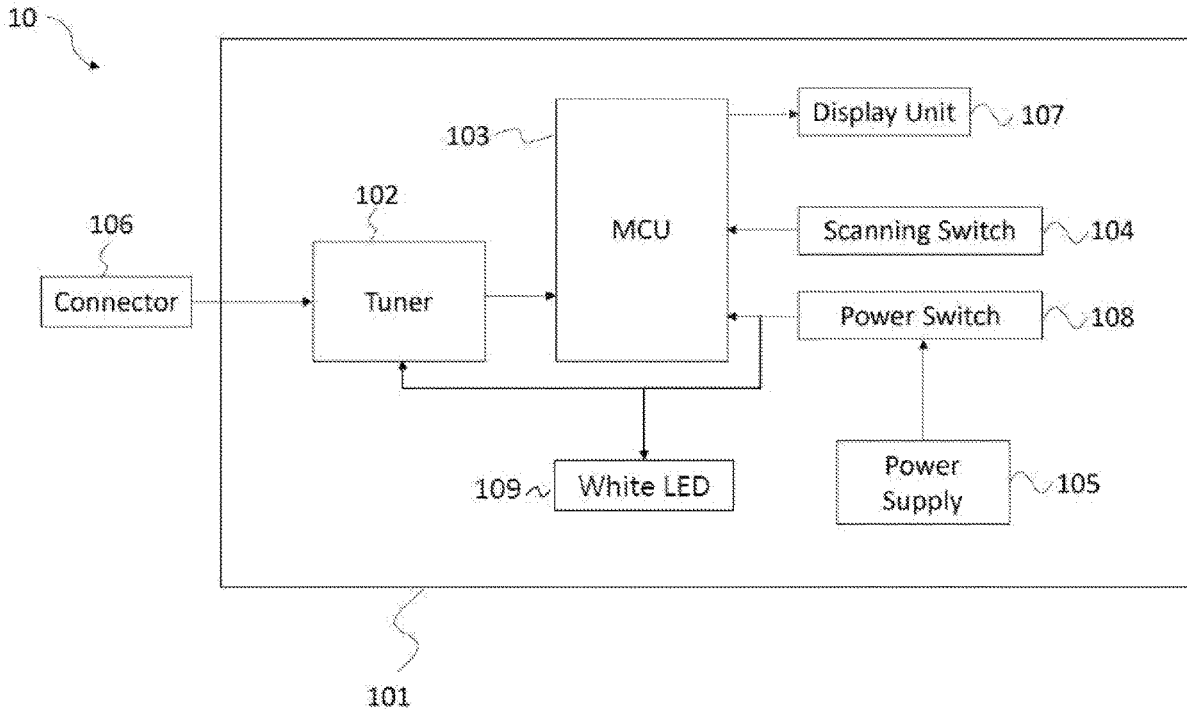 10
Display Unit
107
103
102
MCU
106
Scanning Switch
104
Connector
Tuner
Power Switch
108
109
White LED
Power
Supply
105
101